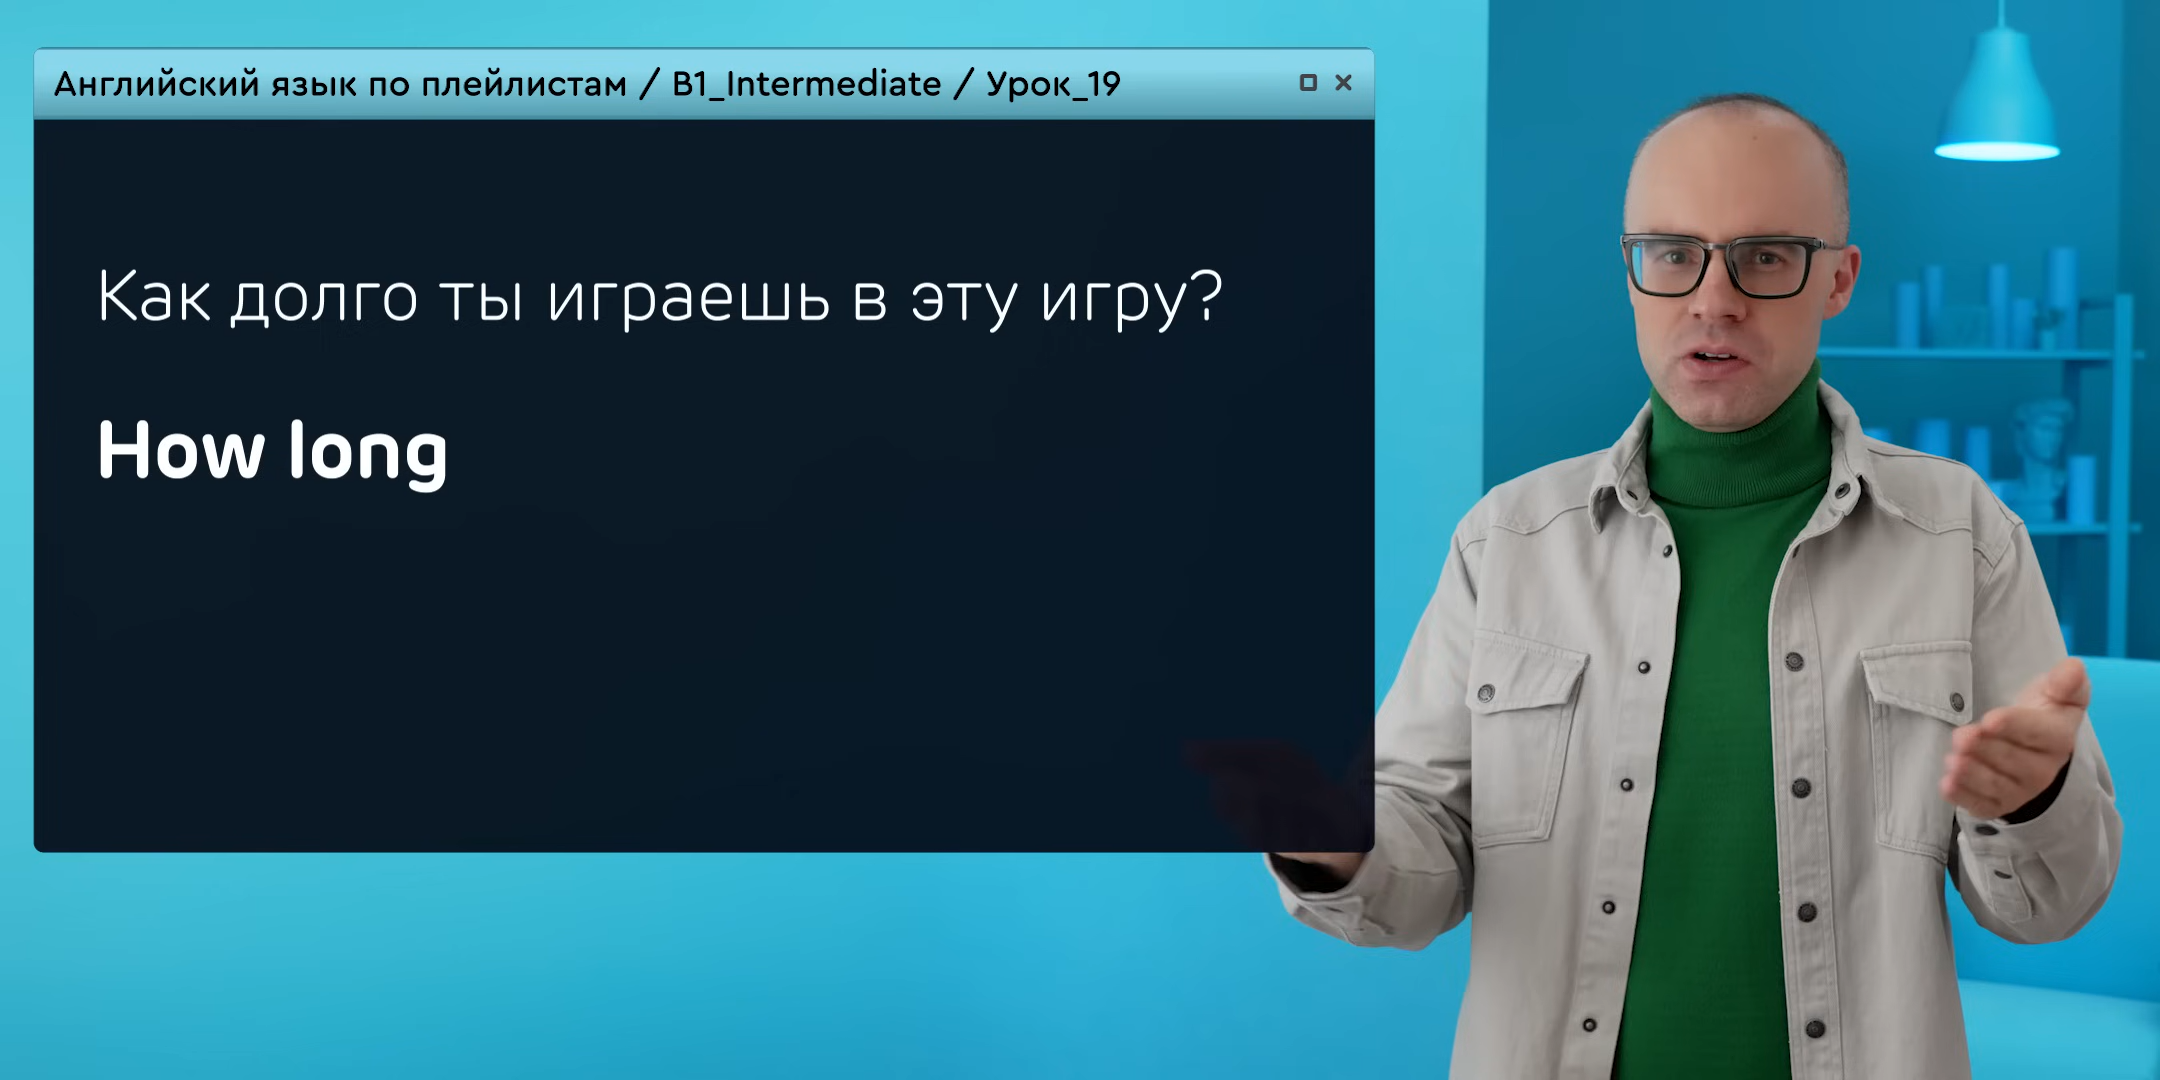 Английский язык по плейлистам / B1_Intermediate / Урок_19
Как долго ты играешь в эту игру?
How long